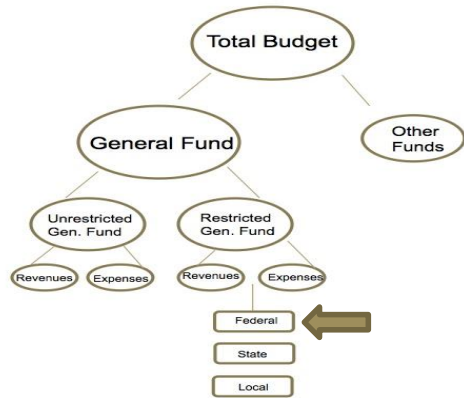 Total Budget
General Fund
Other
Funds
Unrestricted
Gen. Fund
Restricted
Gen. Fund
Revenues
Expenses
Revenues
Expenses
Federal
State
Local